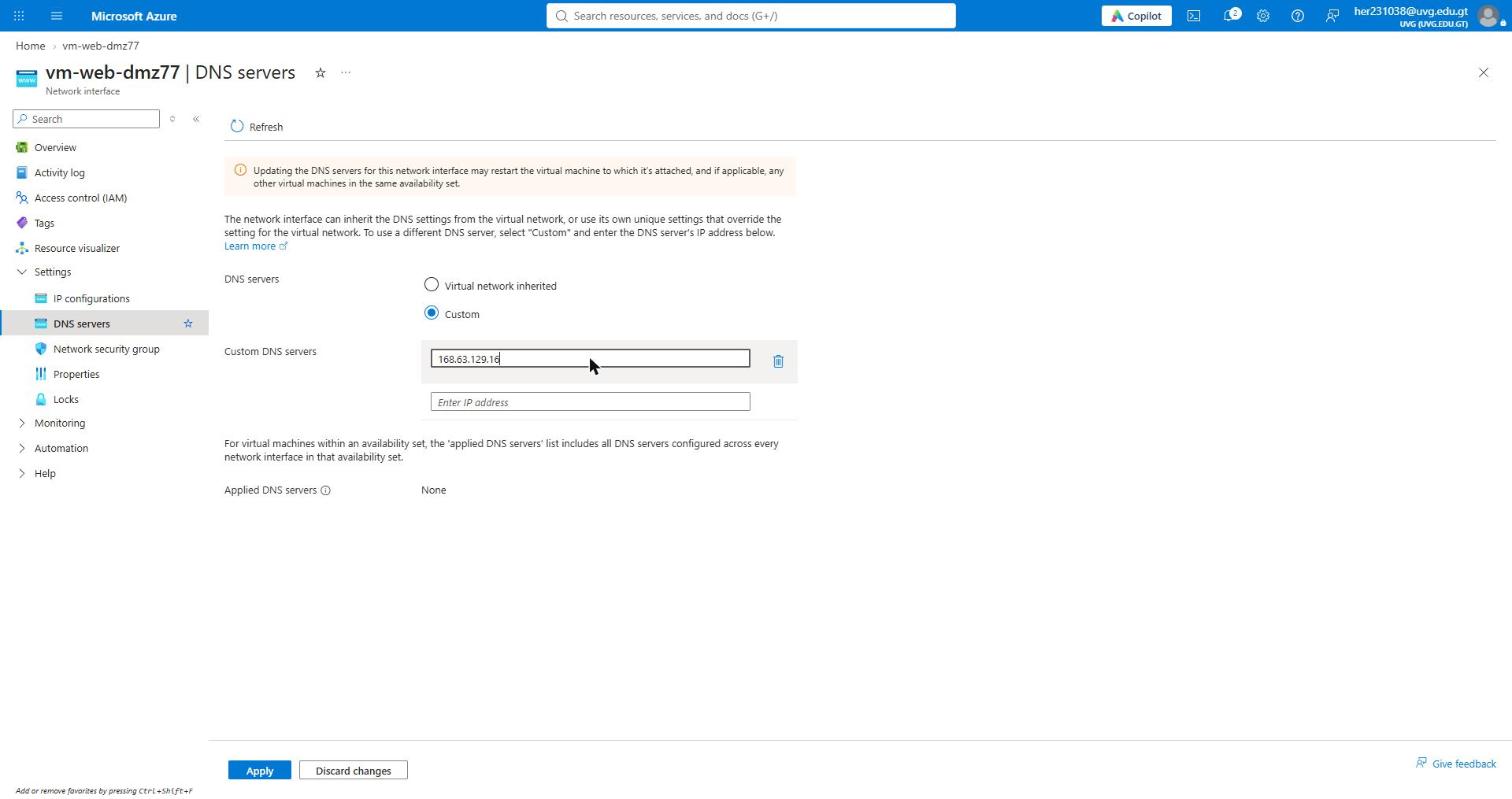 Microsoft Azure
Search resources, services, and docs (G+/)
Copilot
2
her231038@uvg.edu.gt
UVG (UVG.EDU.GT)
Home > vm-web-dmz77
vm-web-dmz77 | DNS servers
Network interface
Search
Overview
Activity log
Access control (IAM)
Tags
Resource visualizer
Settings
IP configurations
DNS servers
Network security group
Properties
Locks
Monitoring
Automation
Help
Add or remove favorites by pressing Ctrl+Shift+F
Refresh
Updating the DNS servers for this network interface may restart the virtual machine to which it's attached, and if applicable, any
other virtual machines in the same availability set.
The network interface can inherit the DNS settings from the virtual network, or use its own unique settings that override the
setting for the virtual network. To use a different DNS server, select "Custom" and enter the DNS server's IP address below.
Learn more
DNS servers
Virtual network inherited
Custom
Custom DNS servers
168.63.129.16
Enter IP address
For virtual machines within an availability set, the 'applied DNS servers' list includes all DNS servers configured across every
network interface in that availability set.
Applied DNS servers
None
Apply
Discard changes
Give feedback